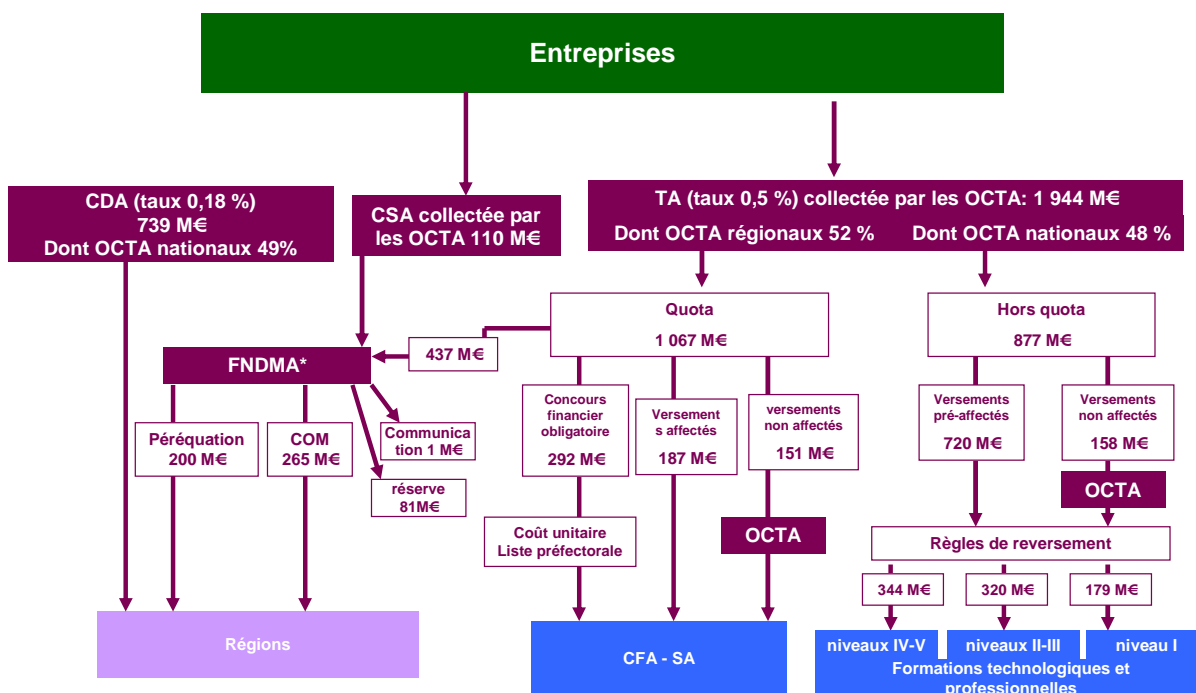 Entreprises
CDA (taux 0,18 %)
739 M€
Dont OCTA nationaux 49%
CSA collectée par
les OCTA 110 M€
TA (taux 0,5 %) collectée par les OCTA: 1 944 M€
Dont OCTA régionaux 52 %
Dont OCTA nationaux 48 %
Quota
1 067 M€
Hors quota
877 M€
437 M€
FNDMA*
Péréquation
200 M€
COM
265 M€
Communica
tion 1 M€
réserve
81M€
Concours
financier
obligatoire
292 M€
Versement
s affectés
187 M€
versements
non affectés
151 M€
Versements
pré-affectés
720 M€
Versements
non affectés
158 M€
OCTA
Coût unitaire
Liste préfectorale
OCTA
Règles de reversement
344 M€
320 M€
179 M€
Régions
CFA - SA
niveaux IV-V
niveaux II-III
niveau I
Formations technologiques et
professionnelles